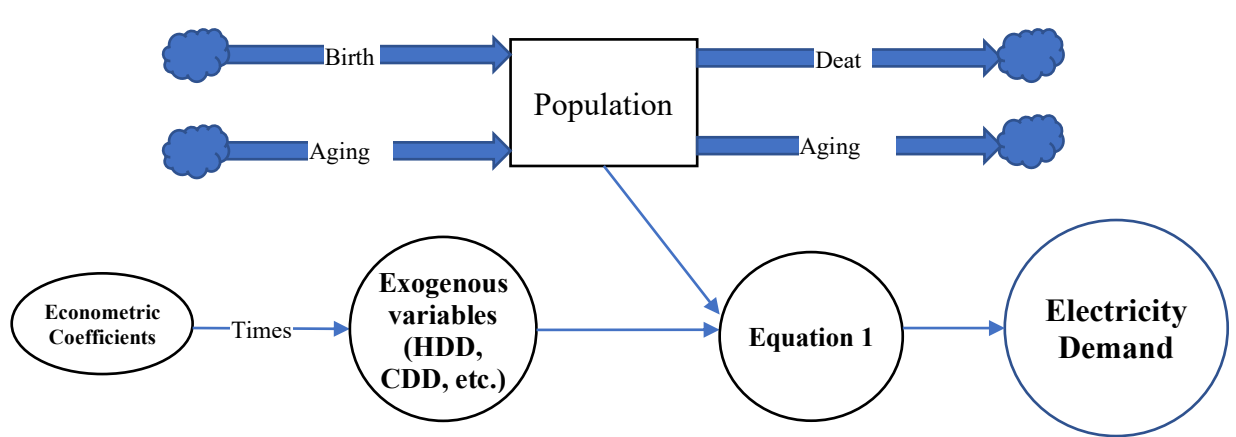 Birth
Deat
Population
Aging
Aging
Econometric
Coefficients
Times
Exogenous
variables
(HDD,
CDD, etc.)
Equation 1
Electricity
Demand